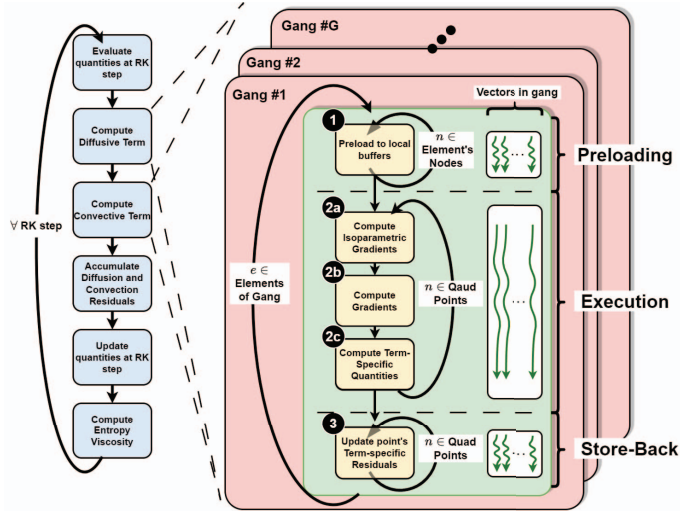 Evaluate
quantities at RK
step
Compute
Diffusive Term
Compute
Convective Term
∀ RK step
Accumulate
Diffusion and
Convection
Residuals
Update
quantities at RK
step
Compute
Entropy
Viscosity
Gang #G
Gang #2
Gang #1
Vectors in gang
1
Preload to local
buffers
n ∈
Element's
Nodes
...
Preloading
2a
Compute
Isoparametric
Gradients
2b
Compute
Gradients
2c
Compute Term-
Specific
Quantities
e ∈
Elements
of Gang
n ∈ Qaud
Points
...
Execution
3
Update point's
Term-specific
Residuals
n ∈ Quad
Points
...
Store-Back